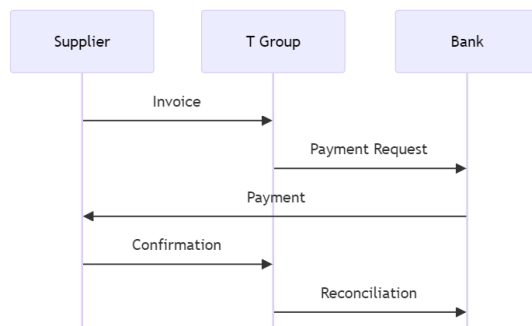 Supplier
T Group
Bank
Invoice
Payment Request
Payment
Confirmation
Reconciliation